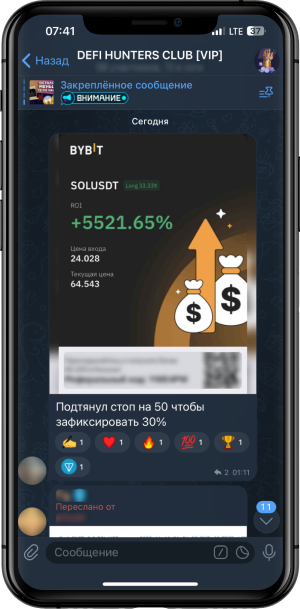 07:41
LTE 37
Назад
DEFI HUNTERS CLUB [VIP]
Закреплённое сообщение
ВНИМАНИЕ
Сегодня
BYBIT
SOLUSDT
Long 33.33X
ROI
+5521.65%
Цена входа
24.028
Текущая цена
64.543
$
$
Подтянул стоп на 50 чтобы
зафиксировать 30%
1
1
1
100 1
1
1
2 01:11
Переслано от
11
Сообщение